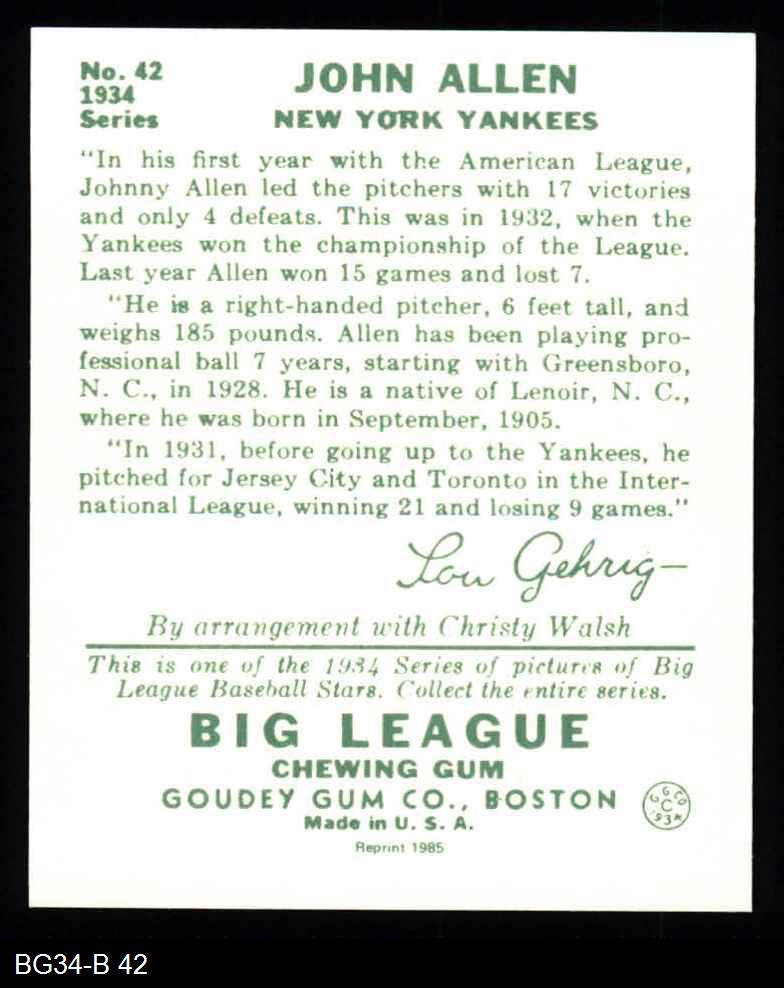 No. 42
1934
Series
JOHN ALLEN
NEW YORK YANKEES
"In his first year with the American League,
Johnny Allen led the pitchers with 17 victories
and only 4 defeats. This was in 1932, when the
Yankees won the championship of the League.
Last year Allen won 15 games and lost 7.
"He is a right-handed pitcher, 6 feet tall, and
weighs 185 pounds. Allen has been playing pro-
fessional ball 7 years, starting with Greensboro,
N. C., in 1928. He is a native of Lenoir, N. C.,
where he was born in September, 1905.
"In 1931, before going up to the Yankees, he
pitched for Jersey City and Toronto in the Inter-
national League, winning 21 and losing 9 games."
Lou Gehrig—
By arrangement with Christy Walsh
This is one of the 1934 Series of pictures of Big
League Baseball Stars. Collect the entire series.
BIG LEAGUE
CHEWING GUM
GOUDEY GUM CO., BOSTON
Made in U. S. A.
G G CO
C
1934
Reprint 1985
BG34-B 42